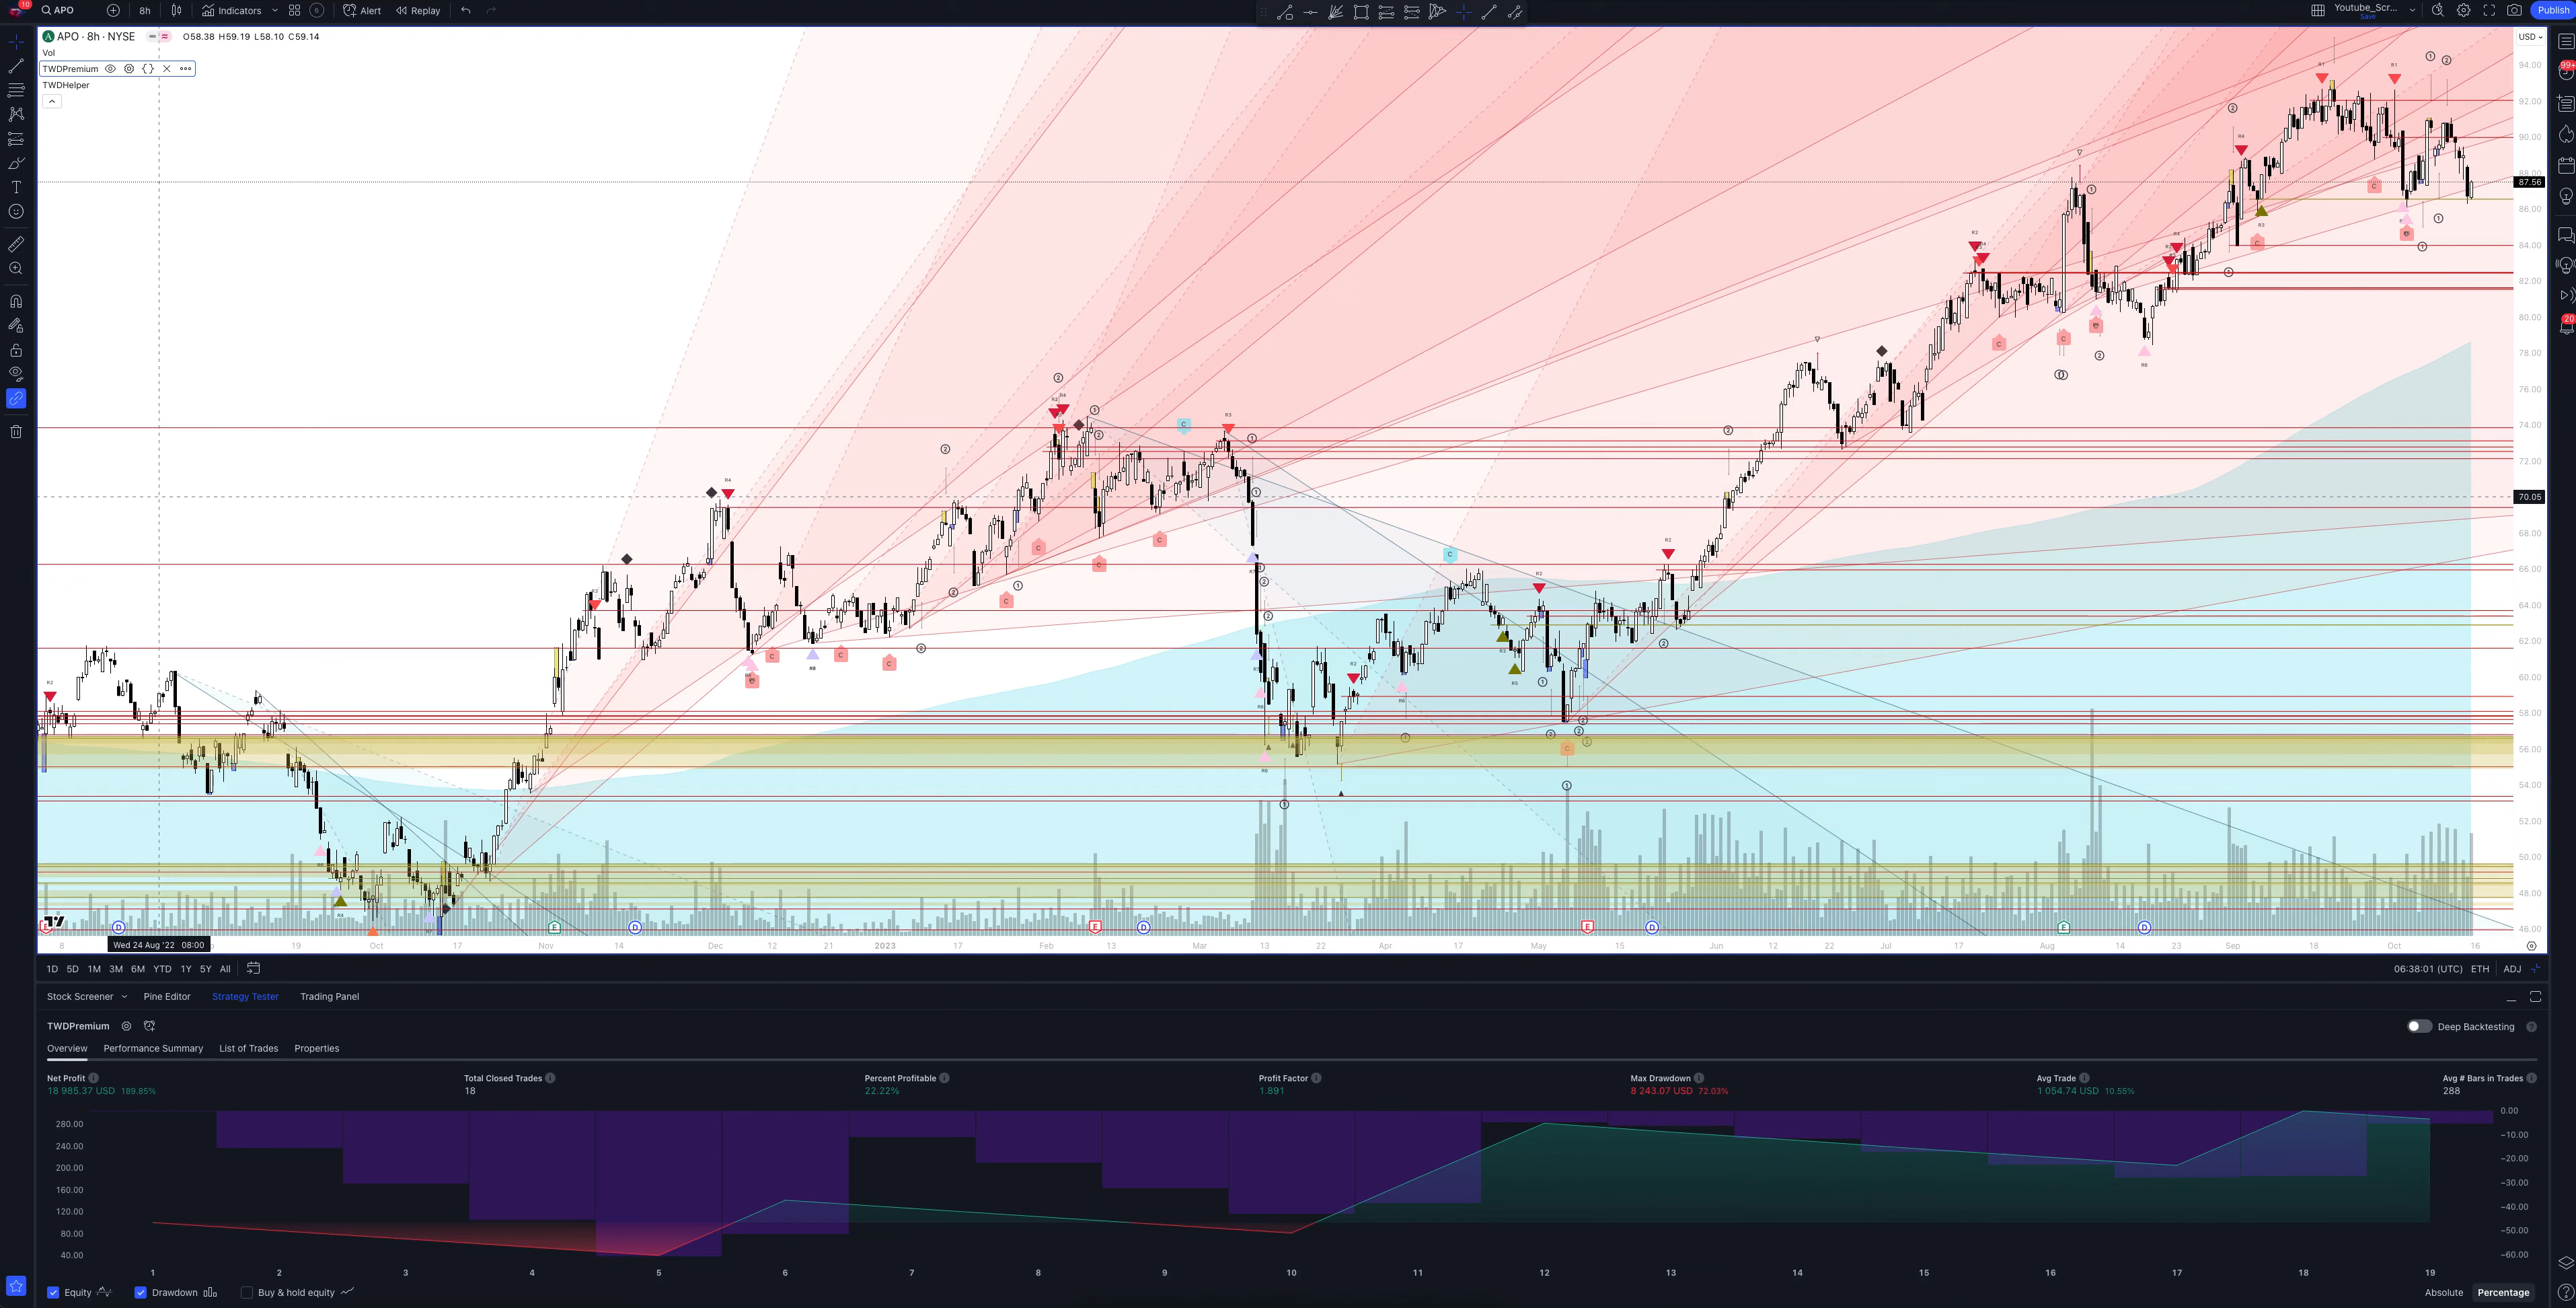 10
APO
8h
Indicators
Alert
Replay
Youtube_Scr...
Save
Publish
APO · 8h · NYSE
O58.38 H59.19 L58.10 C59.14
USD
Vol
TWDPremium
TWDHelper
99+
20
94.00
92.00
90.00
88.00
87.56
86.00
84.00
82.00
80.00
78.00
76.00
74.00
72.00
70.05
68.00
66.00
64.00
62.00
60.00
58.00
56.00
54.00
52.00
50.00
48.00
46.00
8
Wed 24 Aug '22 08:00
19 Oct 17 Nov 14 Dec 12 21 2023 17 Feb 13 Mar 13 22 Apr 17 May 15 Jun 12 22 Jul 17 Aug 14 23 Sep 18 Oct 16
1D 5D 1M 3M 6M YTD 1Y 5Y All
06:38:01 (UTC) ETH ADJ
Stock Screener Pine Editor Strategy Tester Trading Panel
TWDPremium
Deep Backtesting
Overview Performance Summary List of Trades Properties
Net Profit Total Closed Trades Percent Profitable Profit Factor Max Drawdown Avg Trade Avg # Bars in Trades
18 985.37 USD 189.85% 18 22.22% 1.891 8 243.07 USD 72.03% 1 054.74 USD 10.55% 288
280.00
240.00
200.00
160.00
120.00
80.00
40.00
0.00
−10.00
−20.00
−30.00
−40.00
−50.00
−60.00
1 2 3 4 5 6 7 8 9 10 11 12 13 14 15 16 17 18 19
Equity Drawdown Buy & hold equity
Absolute Percentage